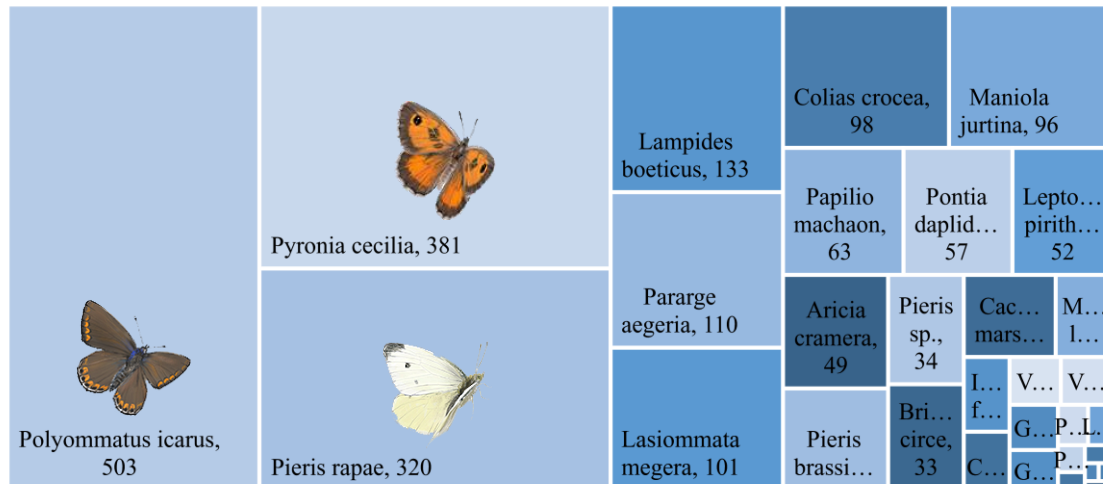 Polyommatus icarus,
503
Pyronia cecilia, 381
Pieris rapae, 320
Lampides
boeticus, 133
Pararge
aegeria, 110
Lasiommata
megera, 101
Colias crocea,
98
Maniola
jurtina, 96
Papilio
machaon,
63
Pontia
daplid…
57
Lepto…
pirith…
52
Aricia
cramera,
49
Pieris
brassi…
Pieris
sp.,
34
Bri…
circe,
33
Cac…
mars…
M…
l…
I…
f…
C…
V…
V…
G…
G…
P…
L…
P…